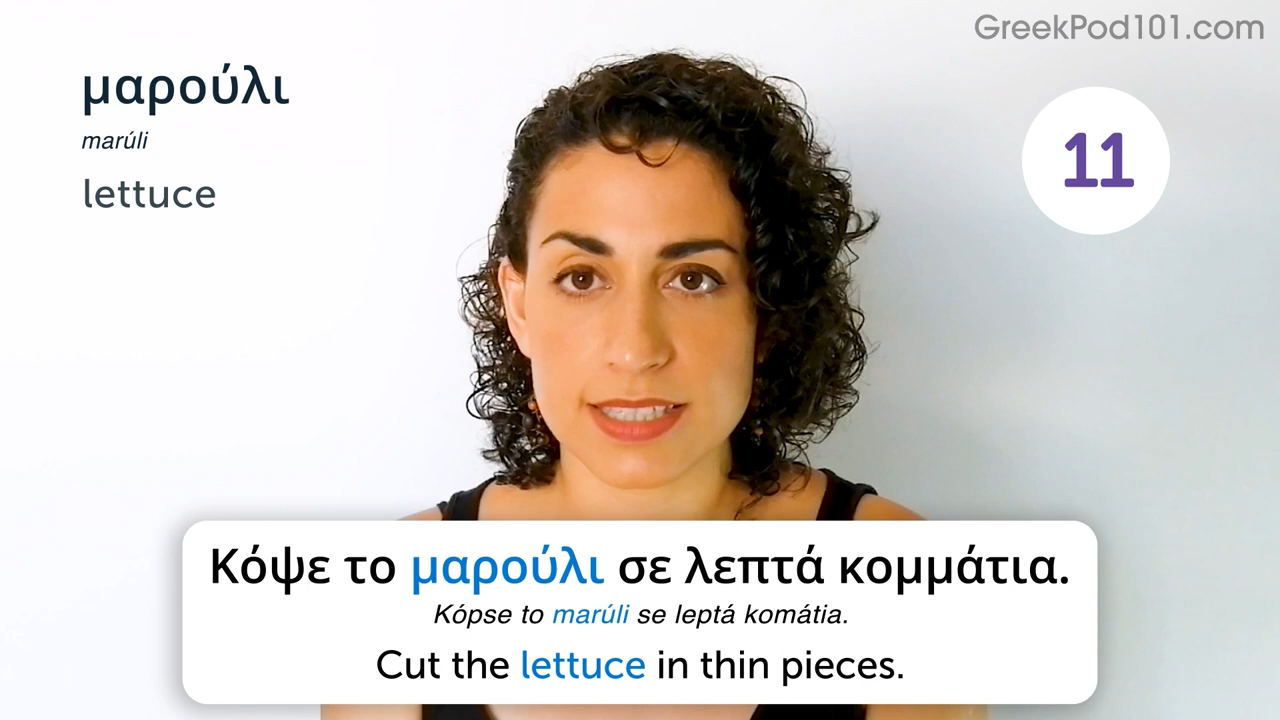 GreekPod101.com
μαρούλι
marúli
lettuce
11
Κόψε το μαρούλι σε λεπτά κομμάτια.
Kópse to marúli se leptá komátia.
Cut the lettuce in thin pieces.